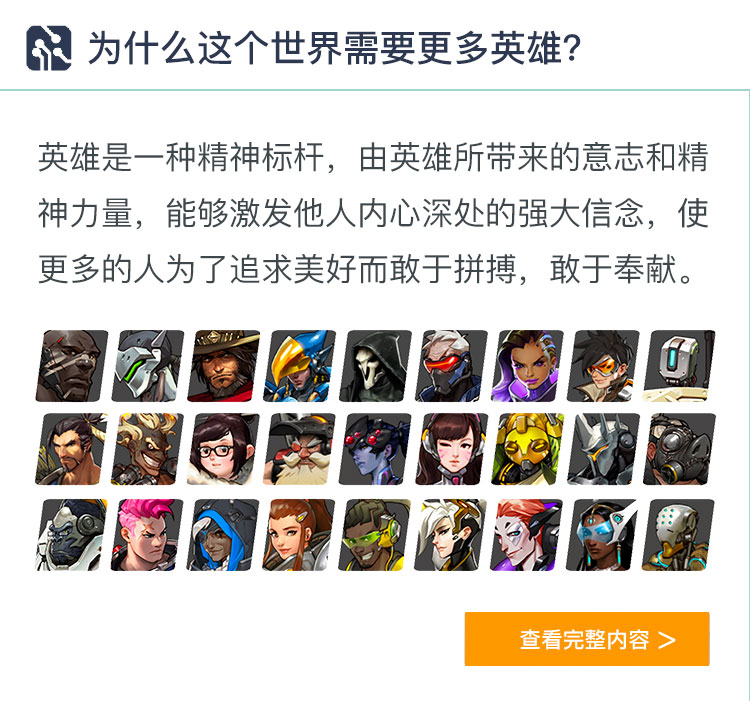 为什么这个世界需要更多英雄?
英雄是一种精神标杆，由英雄所带来的意志和精
神力量，能够激发他人内心深处的强大信念，使
更多的人为了追求美好而敢于拼搏，敢于奉献。
查看完整内容 >